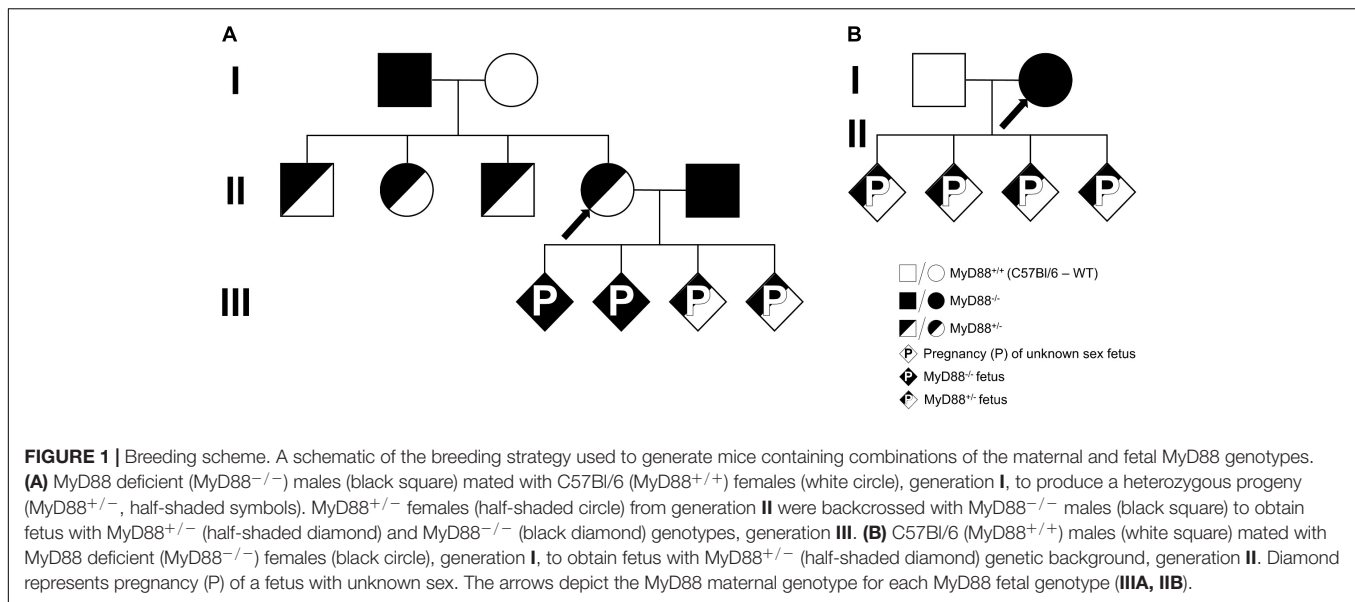 A
B
I
I
II
II
P
P
P
P
III
P
P
P
P
/ MyD88+/+ (C57Bl/6 – WT)
/ MyD88-/-
/ MyD88+/-
P Pregnancy (P) of unknown sex fetus
P MyD88-/- fetus
P MyD88+/- fetus
FIGURE 1 | Breeding scheme. A schematic of the breeding strategy used to generate mice containing combinations of the maternal and fetal MyD88 genotypes.
(A) MyD88 deficient (MyD88−/−) males (black square) mated with C57Bl/6 (MyD88+/+) females (white circle), generation I, to produce a heterozygous progeny
(MyD88+/−, half-shaded symbols). MyD88+/− females (half-shaded circle) from generation II were backcrossed with MyD88−/− males (black square) to obtain
fetus with MyD88+/− (half-shaded diamond) and MyD88−/− (black diamond) genotypes, generation III. (B) C57Bl/6 (MyD88+/+) males (white square) mated with
MyD88 deficient (MyD88−/−) females (black circle), generation I, to obtain fetus with MyD88+/− (half-shaded diamond) genetic background, generation II. Diamond
represents pregnancy (P) of a fetus with unknown sex. The arrows depict the MyD88 maternal genotype for each MyD88 fetal genotype (IIIA, IIB).